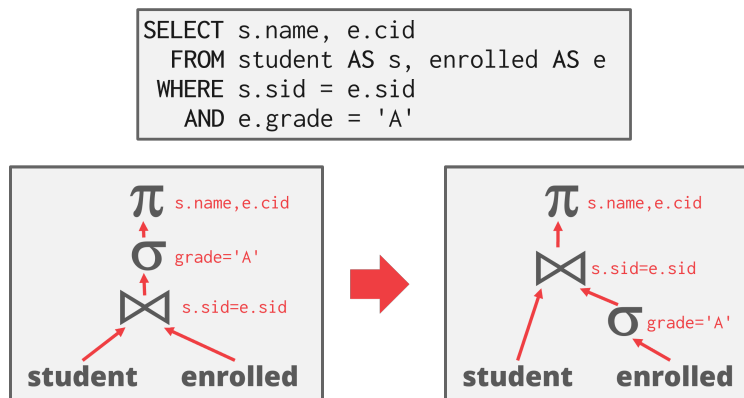 SELECT s.name, e.cid
FROM student AS s, enrolled AS e
WHERE s.sid = e.sid
AND e.grade = 'A'
π s.name,e.cid
σ grade='A'
⋈ s.sid=e.sid
student enrolled
π s.name,e.cid
⋈ s.sid=e.sid
σ grade='A'
student enrolled